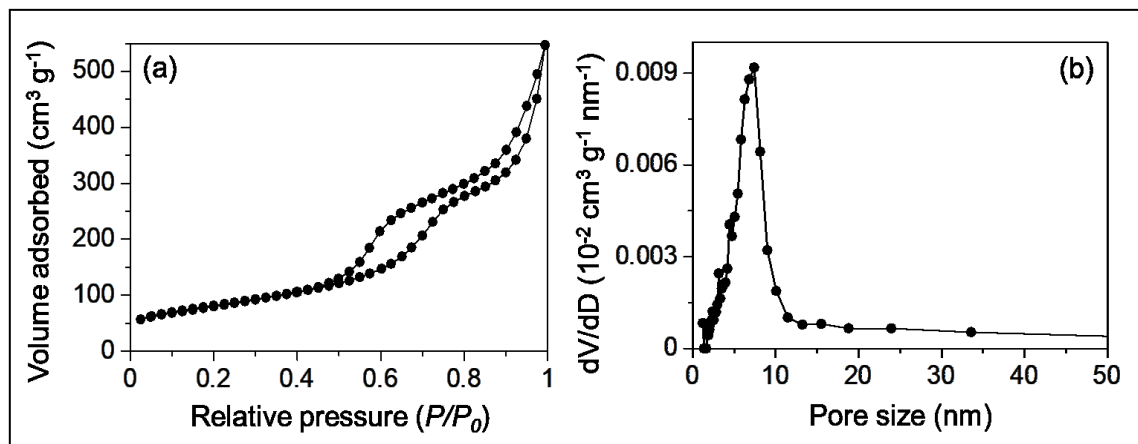 (a)
Volume adsorbed (cm³ g⁻¹)
500
400
300
200
100
0
0 0.2 0.4 0.6 0.8 1
Relative pressure (P/P₀)
(b)
dV/dD (10⁻² cm³ g⁻¹ nm⁻¹)
0.009
0.006
0.003
0
0 10 20 30 40 50
Pore size (nm)